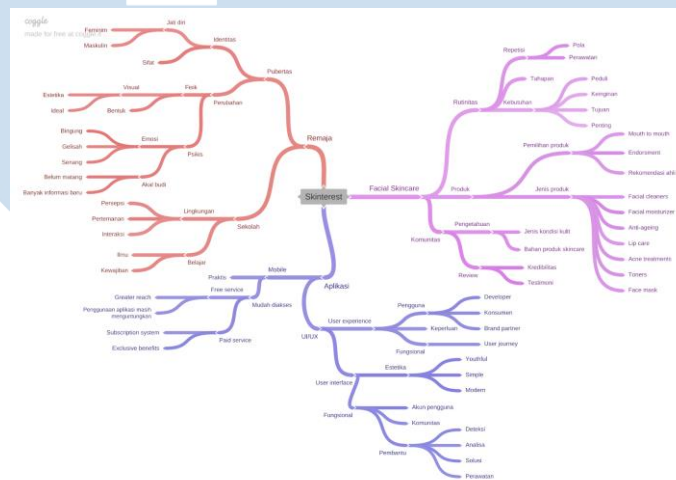 coggle
made for free at coggle.it
Feminim
Maskulin
Jati diri
Sifat
Identitas
Pubertas
Estetika
Ideal
Visual
Bentuk
Fisik
Perubahan
Bingung
Gelisah
Senang
Emosi
Psikis
Belum matang
Banyak informasi baru
Akal budi
Remaja
Persepsi
Pertemanan
Interaksi
Lingkungan
Sekolah
Ilmu
Kewajiban
Belajar
Skinterest
Facial Skincare
Rutinitas
Repetisi
Pola
Perawatan
Tahapan
Kebutuhan
Peduli
Keinginan
Tujuan
Penting
Produk
Pemilihan produk
Mouth to mouth
Endorsment
Rekomendasi ahli
Jenis produk
Facial cleaners
Facial moisturizer
Anti-ageing
Lip care
Acne treatments
Toners
Face mask
Komunitas
Pengetahuan
Jenis kondisi kulit
Bahan produk skincare
Review
Kredibilitas
Testimoni
Aplikasi
Mobile
Praktis
Mudah diakses
Free service
Greater reach
Penggunaan aplikasi masih
menguntungkan
Paid service
Subscription system
Exclusive benefits
UI/UX
User experience
Pengguna
Developer
Konsumen
Brand partner
Keperluan
Fungsional
User journey
User interface
Estetika
Youthful
Simple
Modern
Fungsional
Akun pengguna
Komunitas
Pembantu
Deteksi
Analisa
Solusi
Perawatan